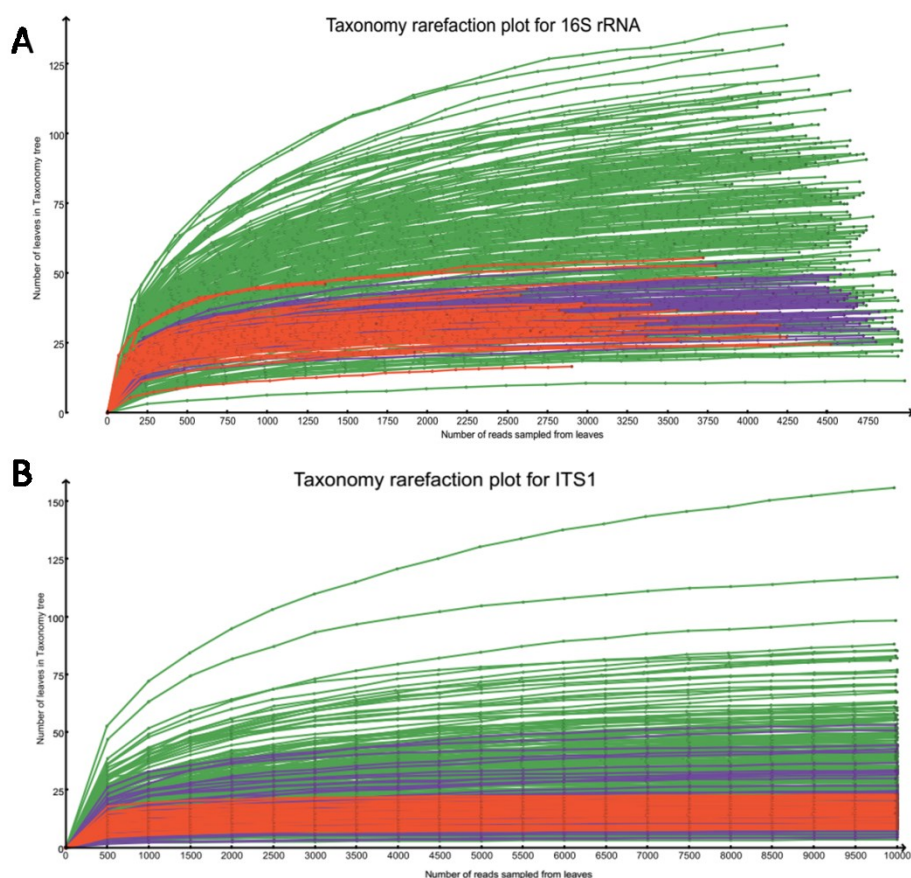 A
Taxonomy rarefaction plot for 16S rRNA
Number of leaves in Taxonomy tree
125
100
75
50
25
0
0 250 500 750 1000 1250 1500 1750 2000 2250 2500 2750 3000 3250 3500 3750 4000 4250 4500 4750
Number of reads sampled from leaves
B
Taxonomy rarefaction plot for ITS1
Number of leaves in Taxonomy tree
150
125
100
75
50
25
0
0 500 1000 1500 2000 2500 3000 3500 4000 4500 5000 5500 6000 6500 7000 7500 8000 8500 9000 9500 10000
Number of reads sampled from leaves